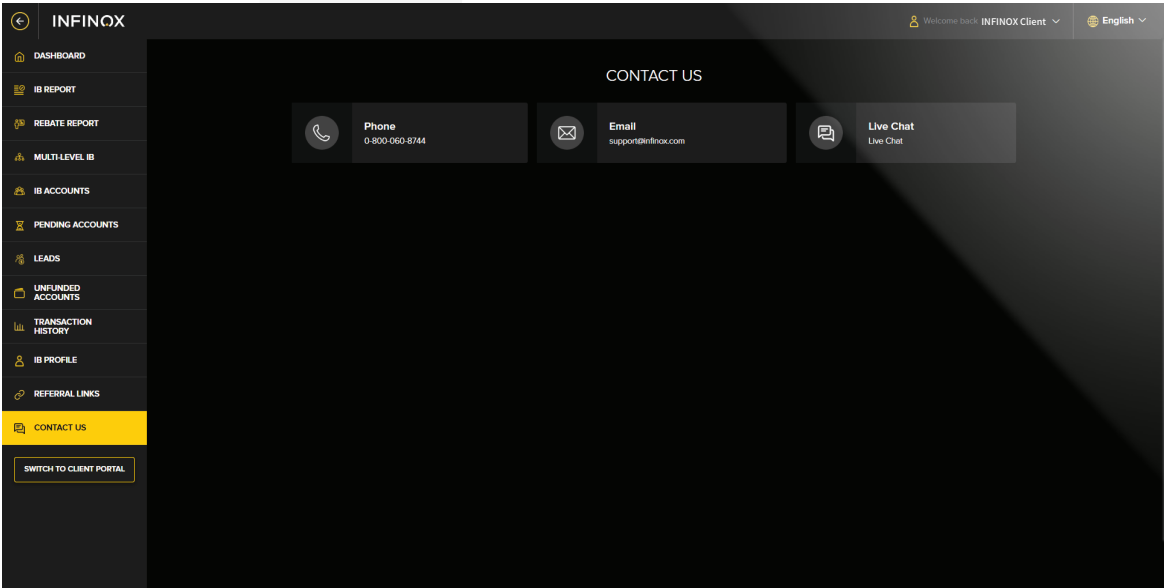 INFINOX
Welcome back INFINOX Client
English
DASHBOARD
IB REPORT
REBATE REPORT
MULTI-LEVEL IB
IB ACCOUNTS
PENDING ACCOUNTS
LEADS
UNFUNDED
ACCOUNTS
TRANSACTION
HISTORY
IB PROFILE
REFERRAL LINKS
CONTACT US
SWITCH TO CLIENT PORTAL
CONTACT US
Phone
0-800-060-8744
Email
support@infinox.com
Live Chat
Live Chat